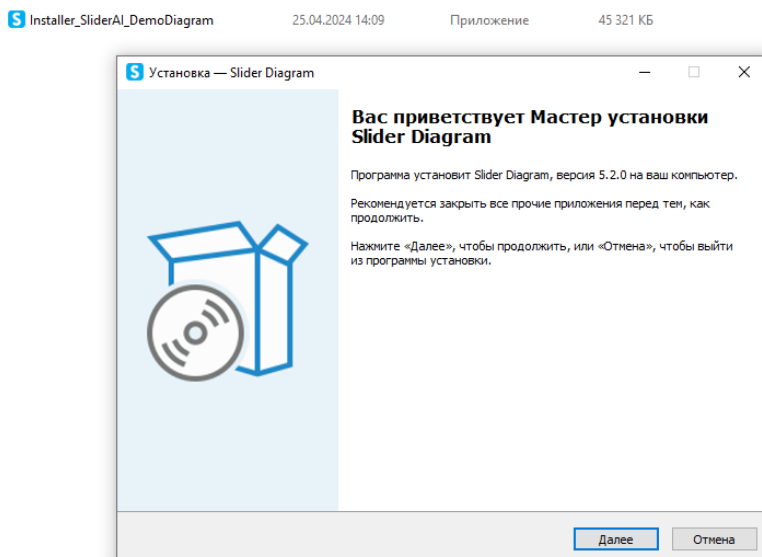 S Installer_SliderAI_DemoDiagram 25.04.2024 14:09 Приложение 45 321 КБ
S Установка — Slider Diagram
Вас приветствует Мастер установки
Slider Diagram
Программа установит Slider Diagram, версия 5.2.0 на ваш компьютер.
Рекомендуется закрыть все прочие приложения перед тем, как
продолжить.
Нажмите «Далее», чтобы продолжить, или «Отмена», чтобы выйти
из программы установки.
Далее Отмена